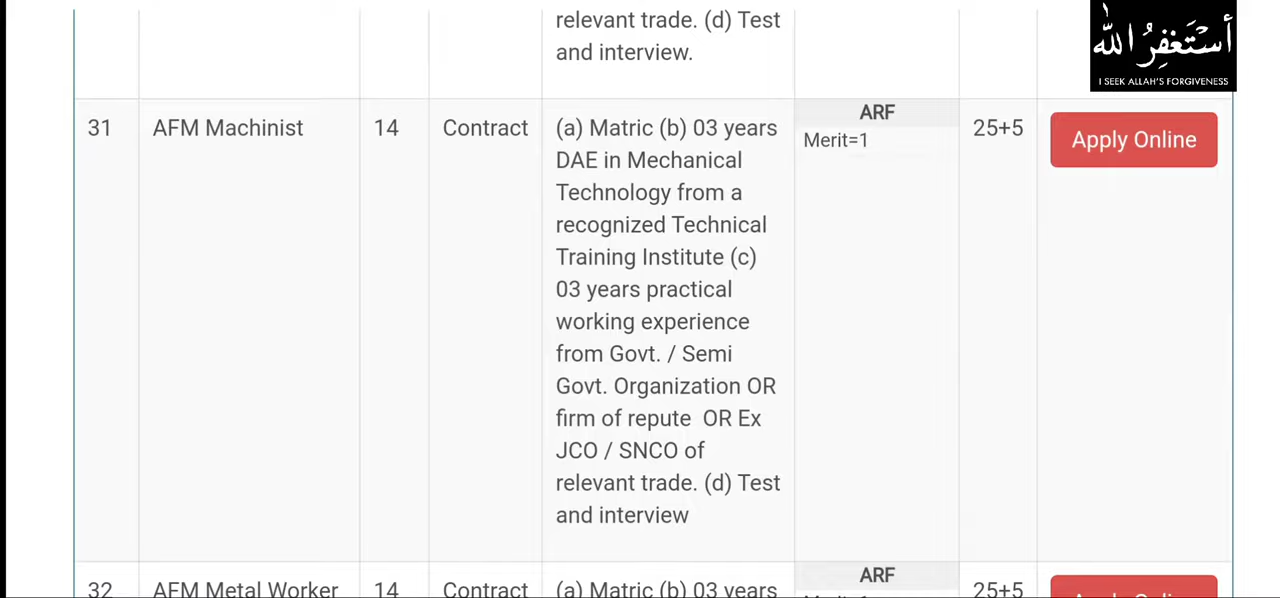 relevant trade. (d) Test
and interview.
أَسْتَغْفِرُ اللّٰه
I SEEK ALLAH'S FORGIVENESS
31
AFM Machinist
14
Contract
(a) Matric (b) 03 years
DAE in Mechanical
Technology from a
recognized Technical
Training Institute (c)
03 years practical
working experience
from Govt. / Semi
Govt. Organization OR
firm of repute OR Ex
JCO / SNCO of
relevant trade. (d) Test
and interview
ARF
Merit=1
25+5
Apply Online
32
AFM Metal Worker
14
Contract
(a) Matric (b) 03 years
ARF
25+5
Apply Online